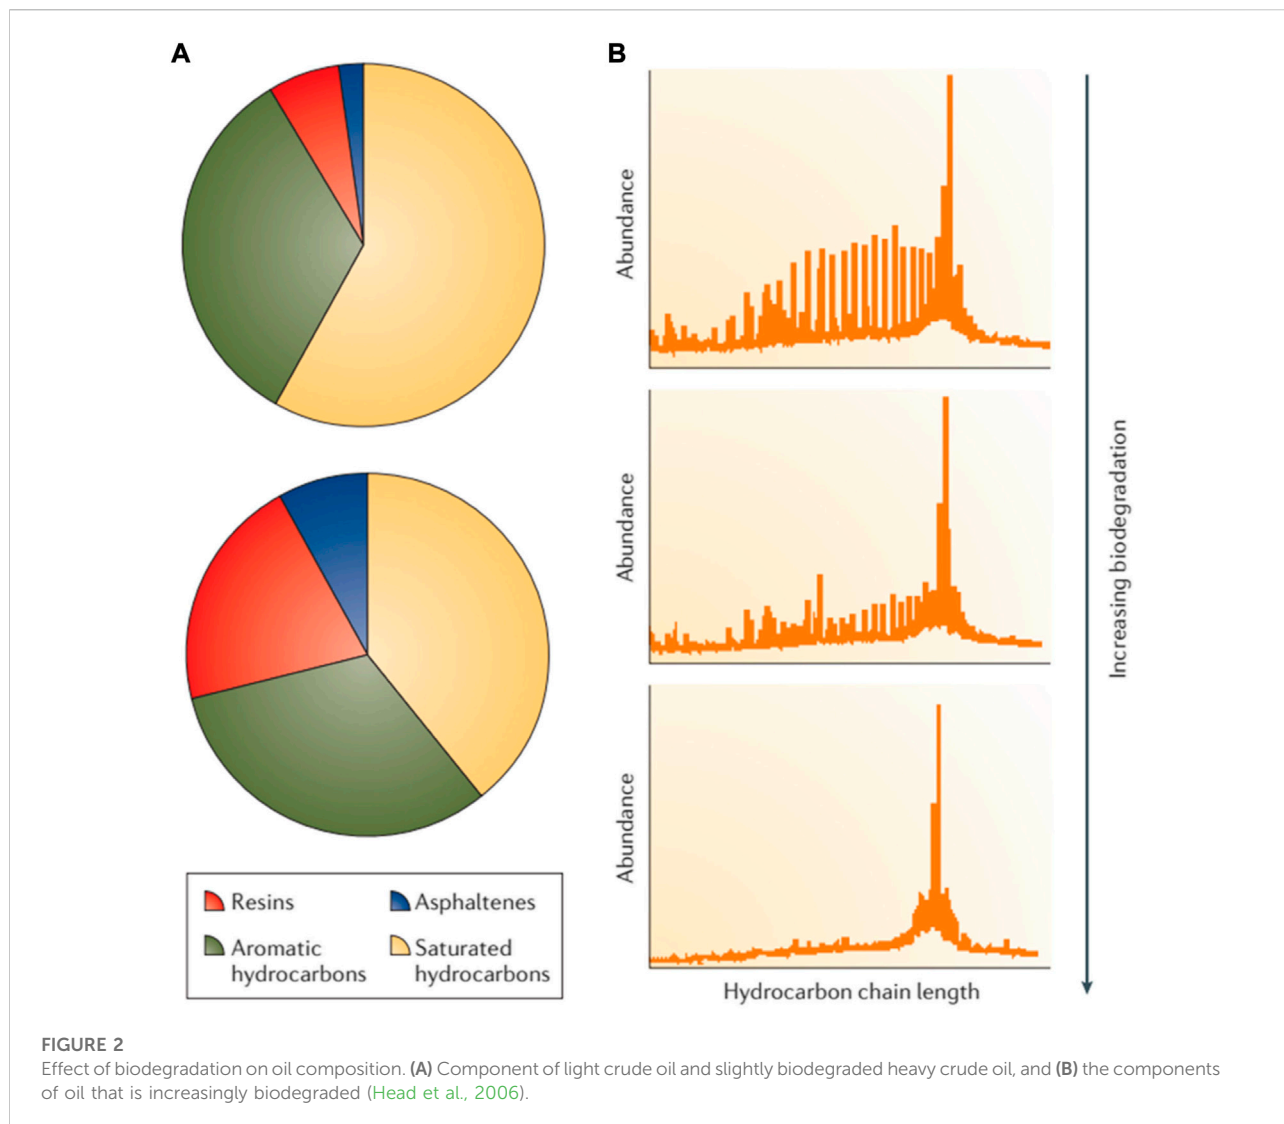 A
B
Abundance
Abundance
Abundance
Hydrocarbon chain length
Increasing biodegradation
Resins
Asphaltenes
Aromatic
hydrocarbons
Saturated
hydrocarbons
FIGURE 2
Effect of biodegradation on oil composition. (A) Component of light crude oil and slightly biodegraded heavy crude oil, and (B) the components
of oil that is increasingly biodegraded (Head et al., 2006).